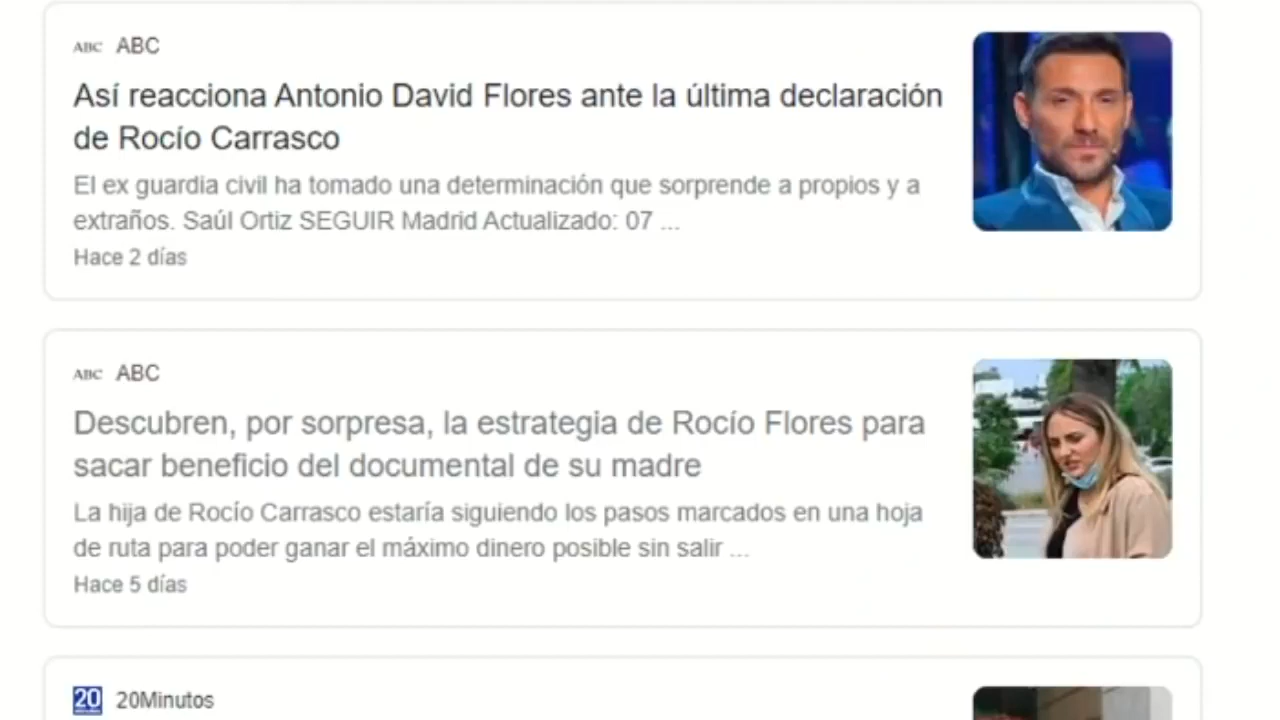 ABC ABC
Así reacciona Antonio David Flores ante la última declaración
de Rocío Carrasco
El ex guardia civil ha tomado una determinación que sorprende a propios y a
extraños. Saúl Ortiz SEGUIR Madrid Actualizado: 07 ...
Hace 2 días
ABC ABC
Descubren, por sorpresa, la estrategia de Rocío Flores para
sacar beneficio del documental de su madre
La hija de Rocío Carrasco estaría siguiendo los pasos marcados en una hoja
de ruta para poder ganar el máximo dinero posible sin salir ...
Hace 5 días
20 20Minutos